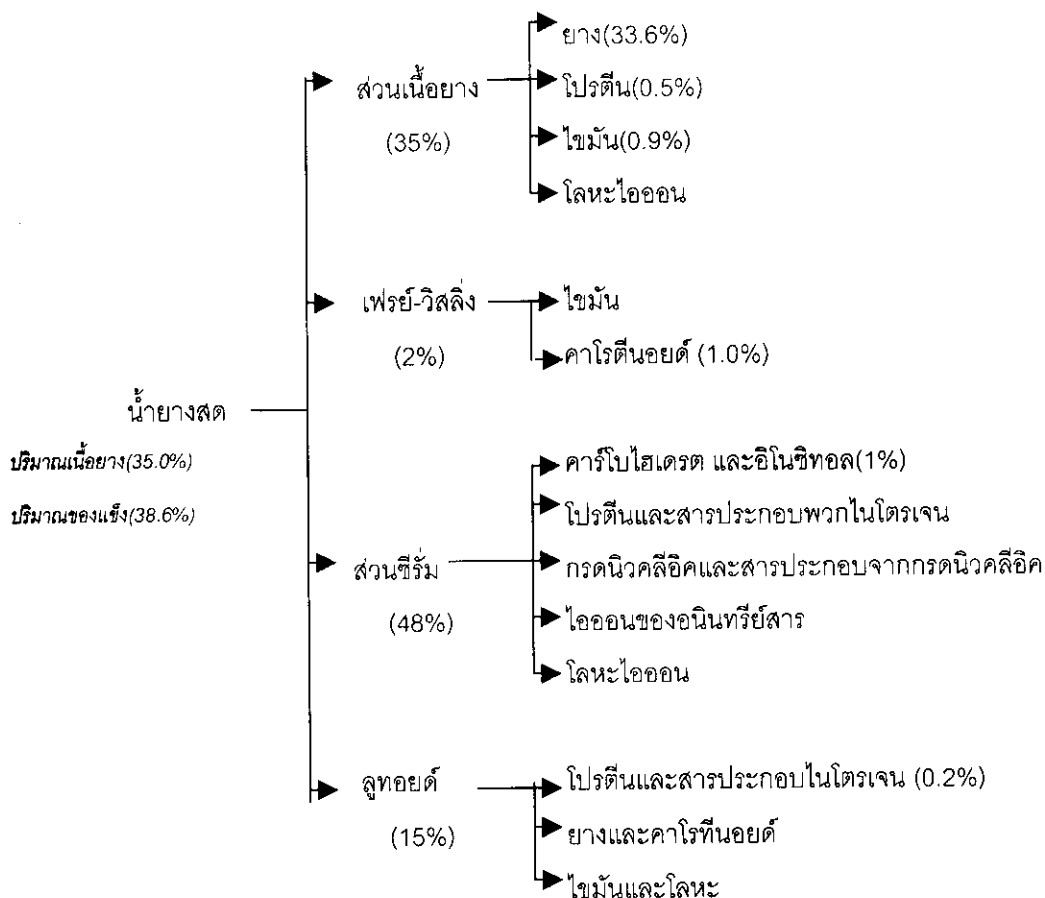 ยาง(33.6%)
ส่วนเนื้อยาง
(35%)
โปรตีน(0.5%)
ไขมัน(0.9%)
โลหะไอออน
เฟรย์-วิสลิ่ง
(2%)
ไขมัน
คาโรตีนอยด์ (1.0%)
น้ำยางสด
ปริมาณเนื้อยาง(35.0%)
ปริมาณของแข็ง(38.6%)
คาร์โบไฮเดรต และอิโนซิทอล(1%)
โปรตีนและสารประกอบพวกไนโตรเจน
ส่วนซีรั่ม
(48%)
กรดนิวคลีอิคและสารประกอบจากกรดนิวคลีอิค
ไอออนของอนินทรีย์สาร
โลหะไอออน
ลูทอยด์
(15%)
โปรตีนและสารประกอบไนโตรเจน (0.2%)
ยางและคาโรทีนอยด์
ไขมันและโลหะ